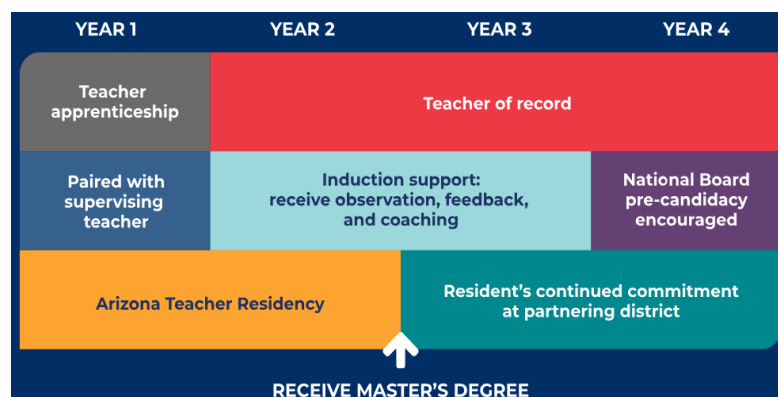 YEAR 1
YEAR 2
YEAR 3
YEAR 4
Teacher
apprenticeship
Teacher of record
Paired with
supervising
teacher
Induction support:
receive observation, feedback,
and coaching
National Board
pre-candidacy
encouraged
Arizona Teacher Residency
Resident's continued commitment
at partnering district
RECEIVE MASTER'S DEGREE